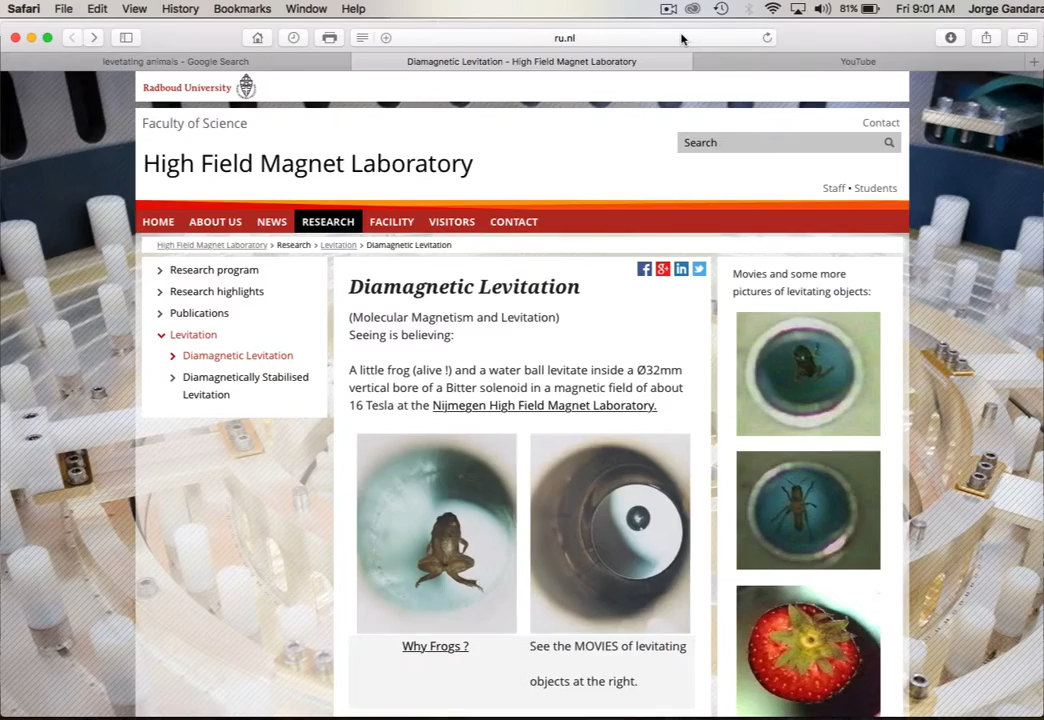 Safari File Edit View History Bookmarks Window Help 81% Fri 9:01 AM Jorge Gandara
ru.nl
levetating animals - Google Search Diamagnetic Levitation - High Field Magnet Laboratory YouTube
Radboud University
Faculty of Science
Contact
Search
High Field Magnet Laboratory
Staff • Students
HOME ABOUT US NEWS RESEARCH FACILITY VISITORS CONTACT
High Field Magnet Laboratory › Research › Levitation › Diamagnetic Levitation
Research program
Research highlights
Publications
Levitation
Diamagnetic Levitation
Diamagnetically Stabilised
Levitation
Diamagnetic Levitation
(Molecular Magnetism and Levitation)
Seeing is believing:
A little frog (alive !) and a water ball levitate inside a Ø32mm
vertical bore of a Bitter solenoid in a magnetic field of about
16 Tesla at the Nijmegen High Field Magnet Laboratory.
Why Frogs ?
See the MOVIES of levitating
objects at the right.
Movies and some more
pictures of levitating objects: